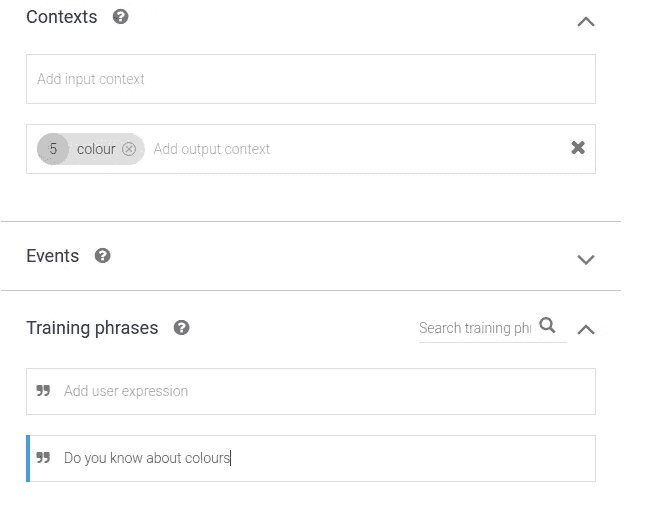 Contexts
Add input context
5 colour Add output context
Events
Training phrases Search training phr
Add user expression
Do you know about colours